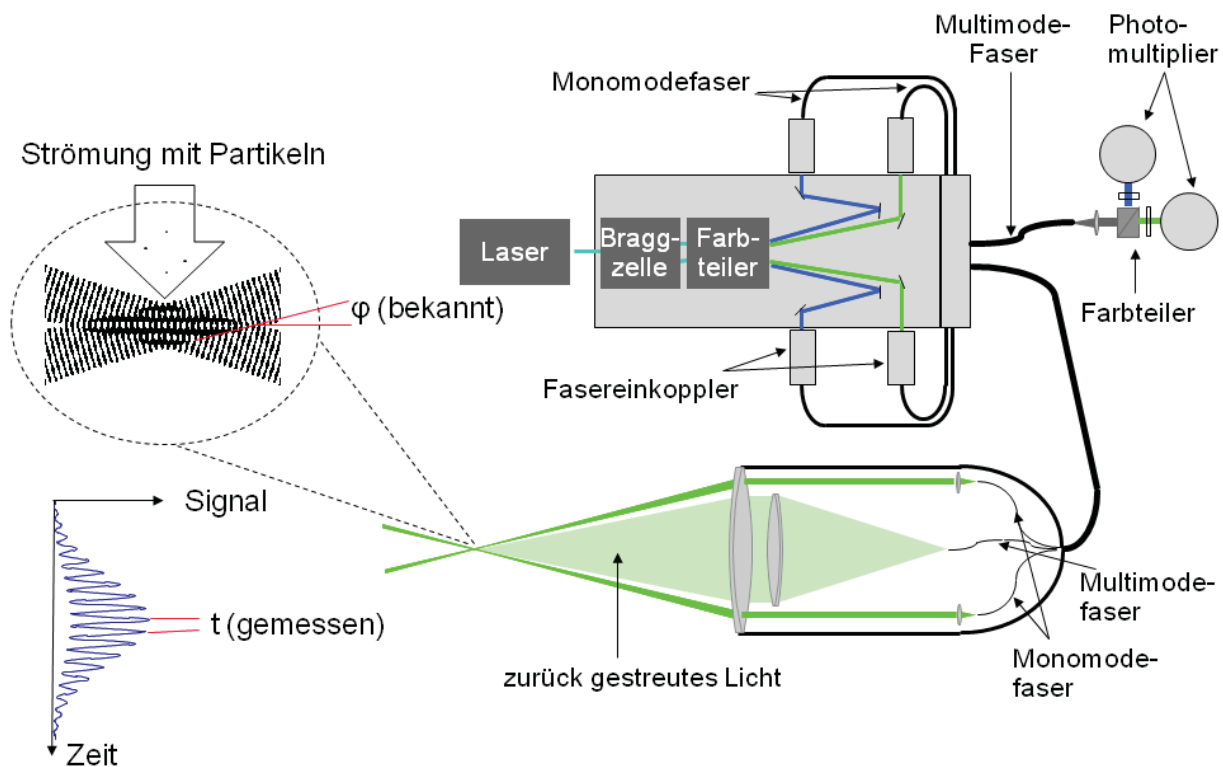 Multimode-
Faser
Photo-
multiplier
Monomodefaser
Strömung mit Partikeln
Laser
Bragg-
zelle
Farb-
teiler
φ (bekannt)
Farbteiler
Fasereinkoppler
Signal
t (gemessen)
Multimode-
faser
Monomode-
faser
zurück gestreutes Licht
Zeit